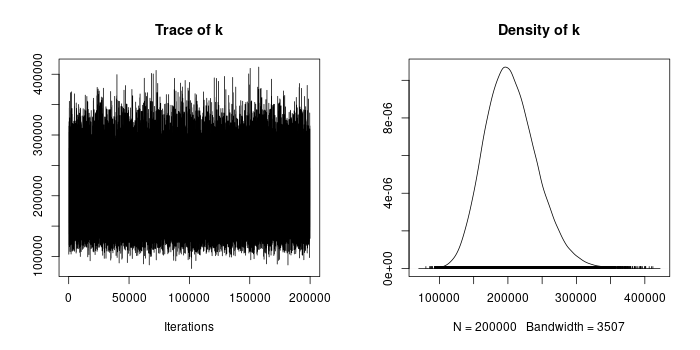 Trace of k
400000
300000
200000
100000
0
50000
100000
150000
200000
Iterations
Density of k
8e-06
4e-06
0e+00
100000
200000
300000
400000
N = 200000 Bandwidth = 3507